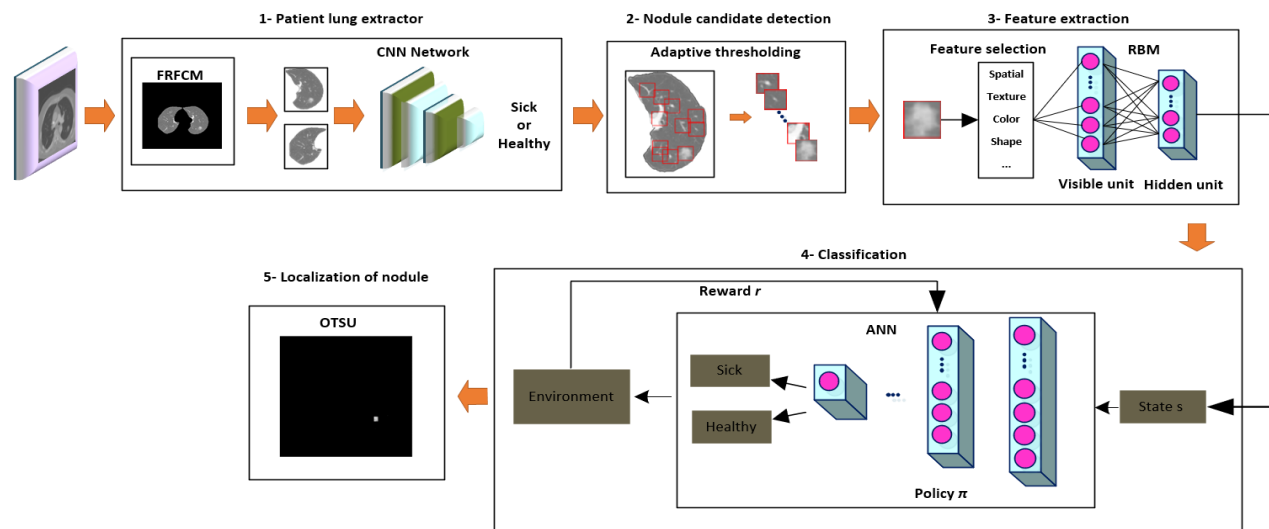 1- Patient lung extractor
FRFCM
CNN Network
Sick
or
Healthy
2- Nodule candidate detection
Adaptive thresholding
3- Feature extraction
Feature selection
Spatial
Texture
Color
Shape
...
RBM
Visible unit
Hidden unit
4- Classification
Reward r
ANN
Sick
Healthy
Environment
State s
Policy π
5- Localization of nodule
OTSU